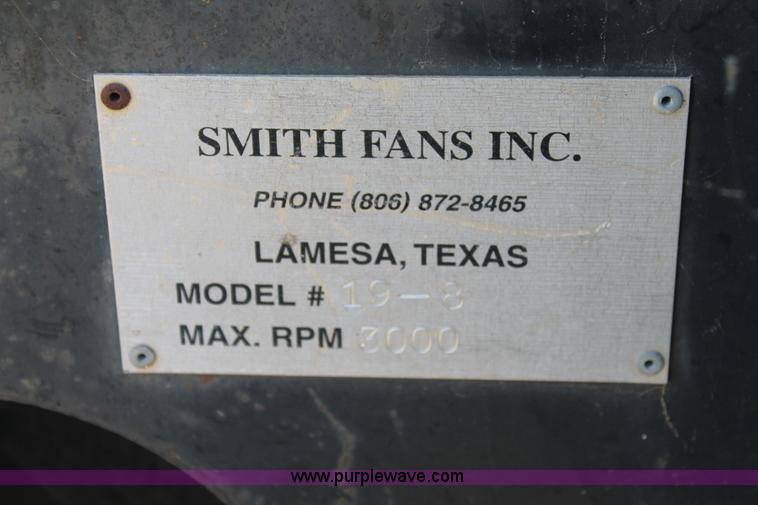 SMITH FANS INC.
PHONE (806) 872-8465
LAMESA, TEXAS
MODEL # 19-8
MAX. RPM 3000
www.purplewave.com